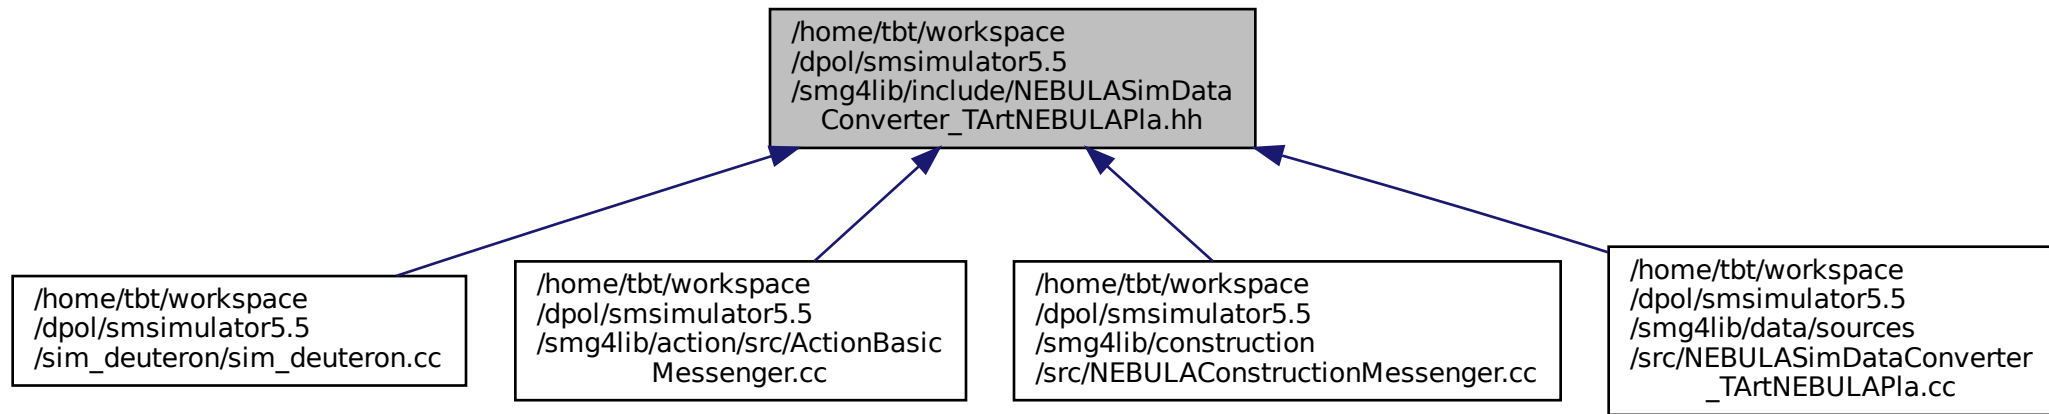 /home/tbt/workspace
/dpol/smsimulator5.5
/smg4lib/include/NEBULASimData
Converter_TArtNEBULAPla.hh
/home/tbt/workspace
/dpol/smsimulator5.5
/sim_deuteron/sim_deuteron.cc
/home/tbt/workspace
/dpol/smsimulator5.5
/smg4lib/action/src/ActionBasic
Messenger.cc
/home/tbt/workspace
/dpol/smsimulator5.5
/smg4lib/construction
/src/NEBULAConstructionMessenger.cc
/home/tbt/workspace
/dpol/smsimulator5.5
/smg4lib/data/sources
/src/NEBULASimDataConverter
_TArtNEBULAPla.cc